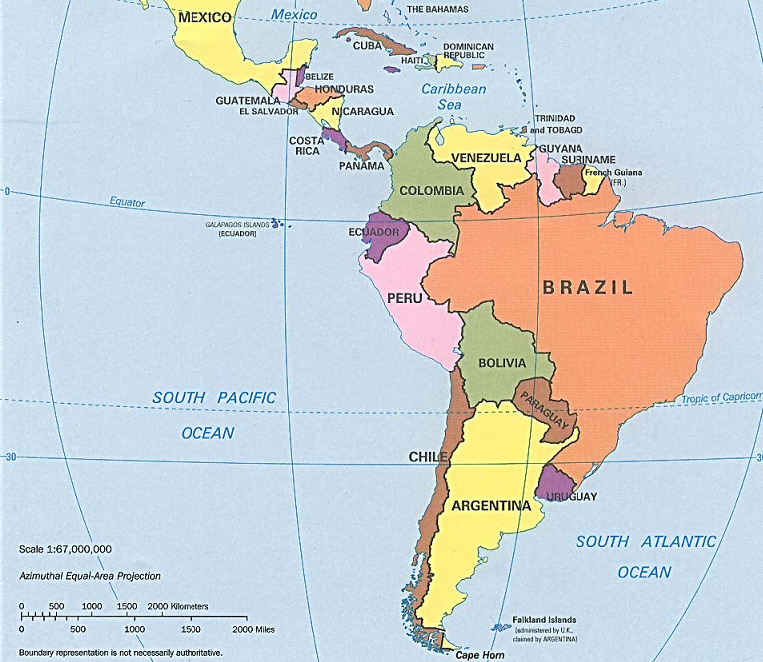 THE BAHAMAS
MEXICO
Mexico
CUBA
DOMINICAN
REPUBLIC
HAITI
BELIZE
HONDURAS
Caribbean
Sea
GUATEMALA
EL SALVADOR
NICARAGUA
TRINIDAD
and TOBAGO
COSTA
RICA
GUYANA
PANAMA
VENEZUELA
SURINAME
French Guiana
(FR.)
COLOMBIA
0
Equator
GALAPAGOS ISLANDS
(ECUADOR)
ECUADOR
BRAZIL
PERU
BOLIVIA
SOUTH PACIFIC
OCEAN
PARAGUAY
Tropic of Capricorn
30
CHILE
30
ARGENTINA
URUGUAY
SOUTH ATLANTIC
OCEAN
Scale 1:67,000,000
Azimuthal Equal-Area Projection
0 500 1000 1500 2000 Kilometers
0 500 1000 1500 2000 Miles
Falkland Islands
(administered by U.K.,
claimed by ARGENTINA)
Boundary representation is not necessarily authoritative.
Cape Horn